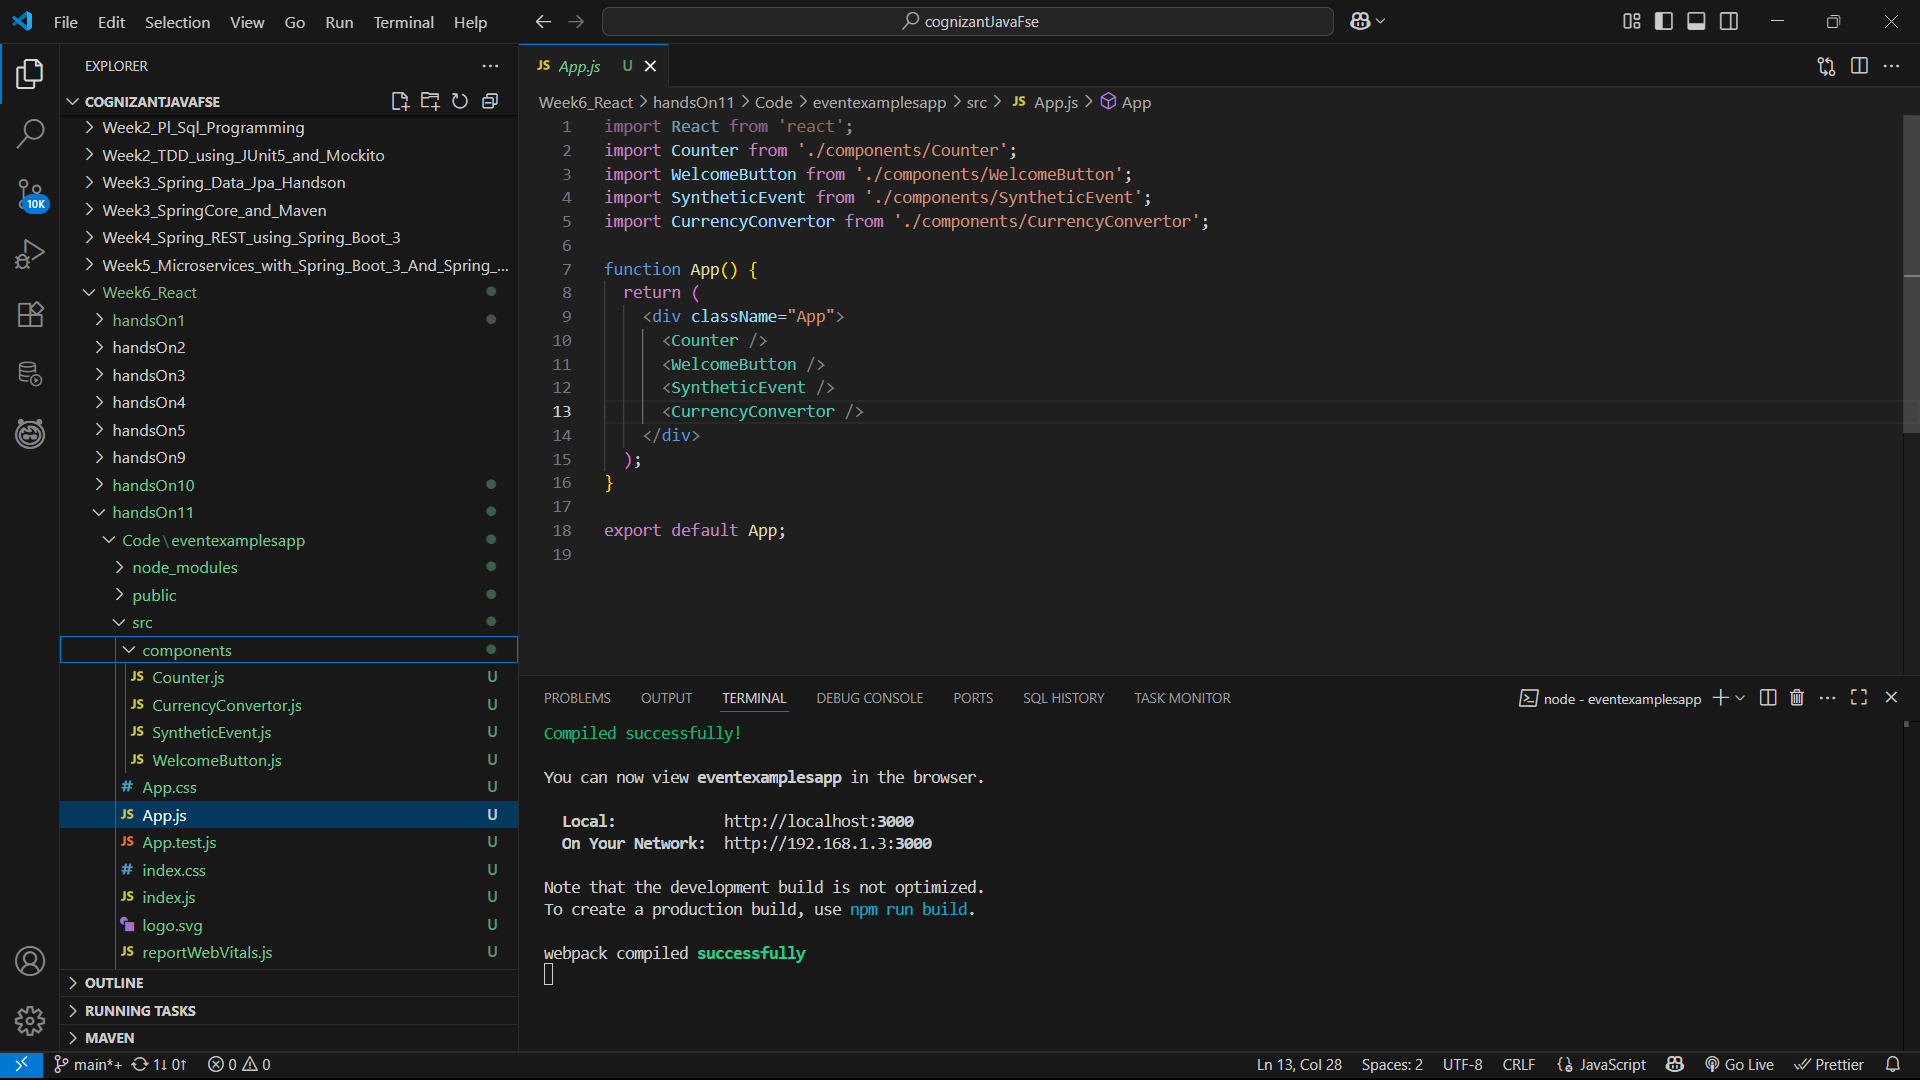 File Edit Selection View Go Run Terminal Help
cognizantJavaFse
EXPLORER
COGNIZANTJAVAFSE
Week2_Pl_Sql_Programming
Week2_TDD_using_JUnit5_and_Mockito
Week3_Spring_Data_Jpa_Handson
Week3_SpringCore_and_Maven
Week4_Spring_REST_using_Spring_Boot_3
Week5_Microservices_with_Spring_Boot_3_And_Spring_...
Week6_React
handsOn1
handsOn2
handsOn3
handsOn4
handsOn5
handsOn9
handsOn10
handsOn11
Code\eventexamplesapp
node_modules
public
src
components
JS Counter.js U
JS CurrencyConvertor.js U
JS SyntheticEvent.js U
JS WelcomeButton.js U
# App.css U
JS App.js U
JS App.test.js U
# index.css U
JS index.js U
logo.svg U
JS reportWebVitals.js U
OUTLINE
RUNNING TASKS
MAVEN
10K
JS App.js U
Week6_React > handsOn11 > Code > eventexamplesapp > src > JS App.js > App
1 import React from 'react';
2 import Counter from './components/Counter';
3 import WelcomeButton from './components/WelcomeButton';
4 import SyntheticEvent from './components/SyntheticEvent';
5 import CurrencyConvertor from './components/CurrencyConvertor';
6
7 function App() {
8 return (
9 <div className="App">
10 <Counter />
11 <WelcomeButton />
12 <SyntheticEvent />
13 <CurrencyConvertor />
14 </div>
15 );
16 }
17
18 export default App;
19
PROBLEMS OUTPUT TERMINAL DEBUG CONSOLE PORTS SQL HISTORY TASK MONITOR
node - eventexamplesapp
Compiled successfully!
You can now view eventexamplesapp in the browser.
Local: http://localhost:3000
On Your Network: http://192.168.1.3:3000
Note that the development build is not optimized.
To create a production build, use npm run build.
webpack compiled successfully
main*+ 1↓ 0↑ 0 0
Ln 13, Col 28 Spaces: 2 UTF-8 CRLF {} JavaScript Go Live Prettier